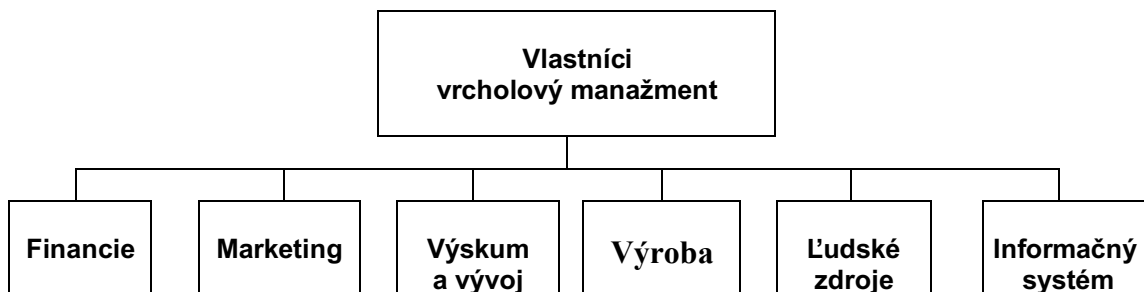 Vlastníci
vrcholový manažment
Financie
Marketing
Výskum
a vývoj
Výroba
Ľudské
zdroje
Informačný
systém